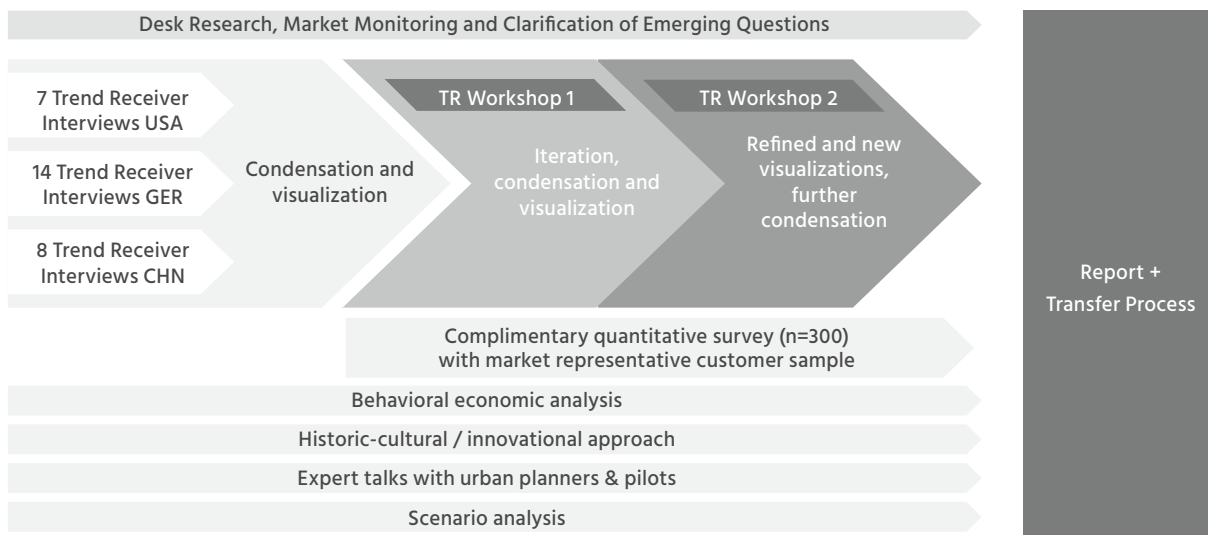 Desk Research, Market Monitoring and Clarification of Emerging Questions
7 Trend Receiver
Interviews USA
14 Trend Receiver
Interviews GER
8 Trend Receiver
Interviews CHN
Condensation and
visualization
TR Workshop 1
Iteration,
condensation and
visualization
TR Workshop 2
Refined and new
visualizations,
further
condensation
Complimentary quantitative survey (n=300)
with market representative customer sample
Behavioral economic analysis
Historic-cultural / innovational approach
Expert talks with urban planners & pilots
Scenario analysis
Report +
Transfer Process